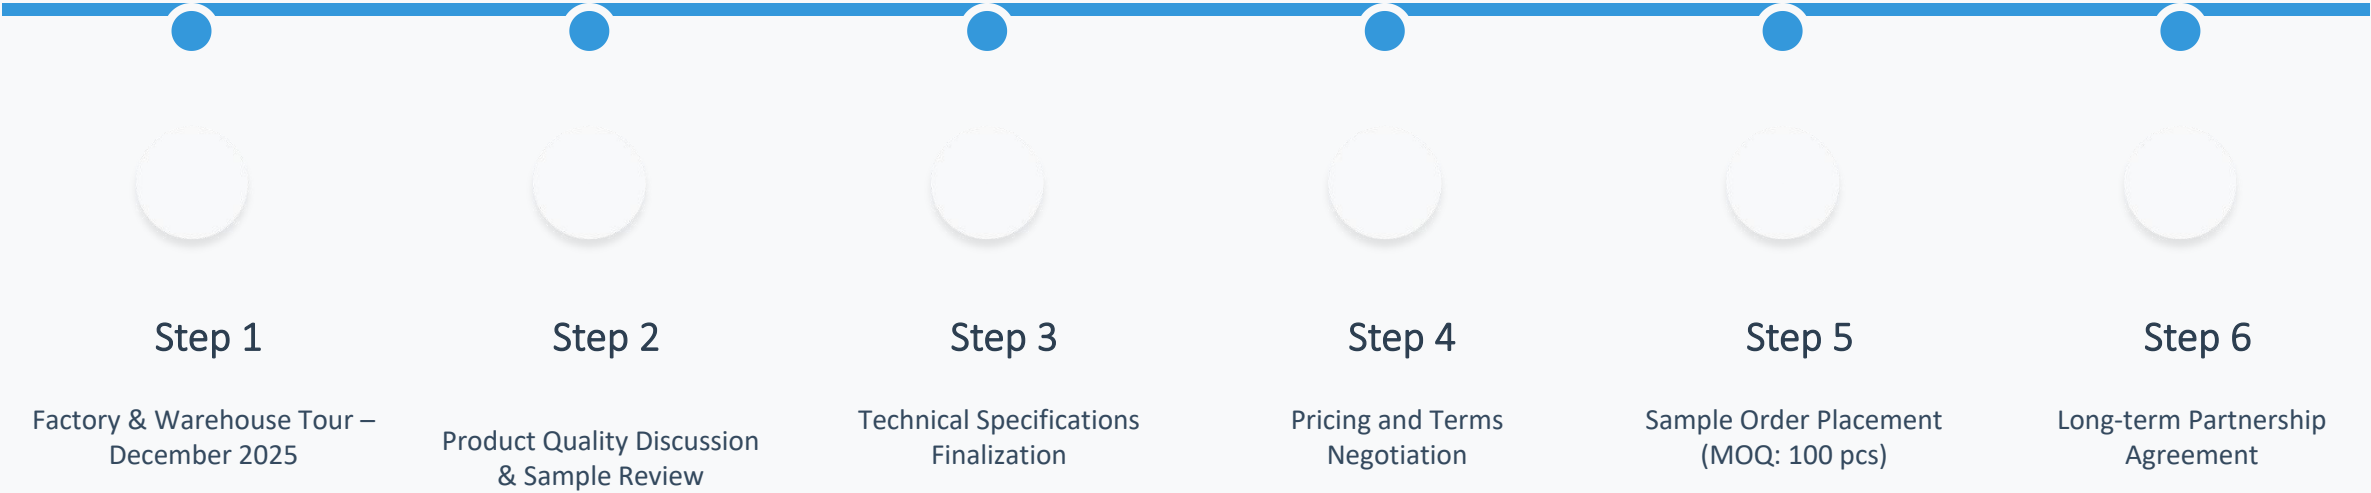 Step 1
Factory & Warehouse Tour –
December 2025
Step 2
Product Quality Discussion
& Sample Review
Step 3
Technical Specifications
Finalization
Step 4
Pricing and Terms
Negotiation
Step 5
Sample Order Placement
(MOQ: 100 pcs)
Step 6
Long-term Partnership
Agreement